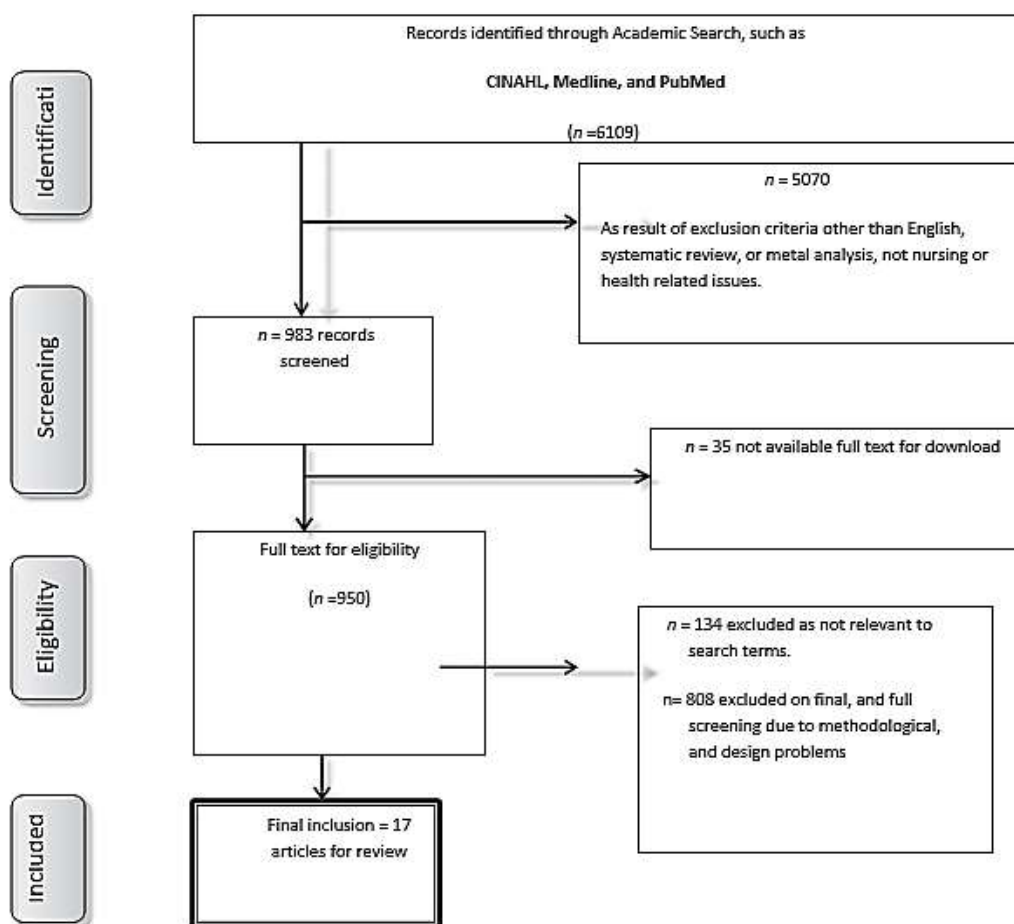 Records identified through Academic Search, such as
CINAHL, Medline, and PubMed
(n =6109)
Identificati
n = 5070
As result of exclusion criteria other than English,
systematic review, or metal analysis, not nursing or
health related issues.
Screening
n = 983 records
screened
n = 35 not available full text for download
Full text for eligibility
(n =950)
Eligibility
n = 134 excluded as not relevant to
search terms.
n= 808 excluded on final, and full
screening due to methodological,
and design problems
Included
Final inclusion = 17
articles for review